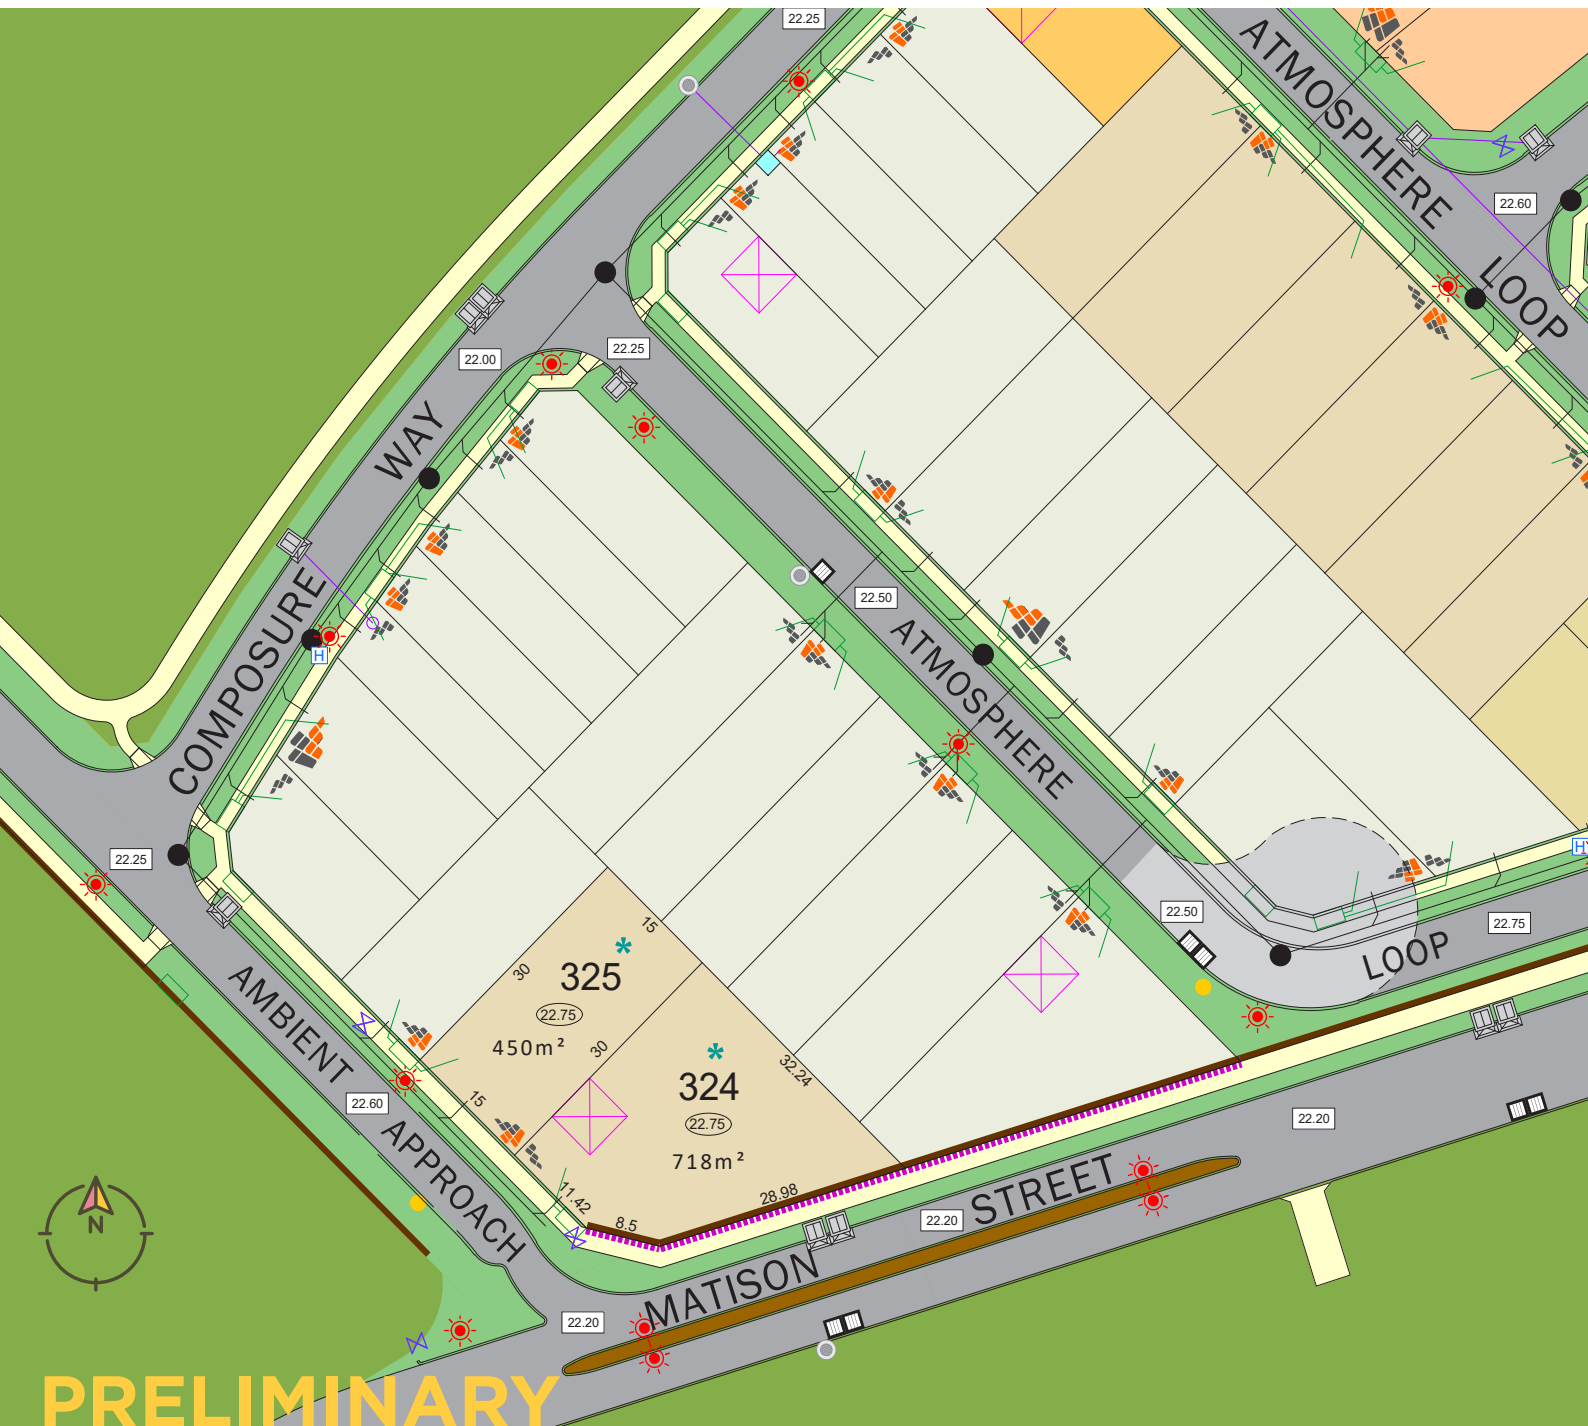 22.25
ATMOSPHERE
LOOP
22.60
22.25
22.00
WAY
22.50
ATMOSPHERE
COMPOSURE
H
H
22.25
22.50
22.75
LOOP
15
30
325
22.75
450m²
30
AMBIENT
APPROACH
22.60
15
324
22.75
718m²
32.24
11.42
8.5
28.98
22.20
22.20
STREET
MATISON
22.20
N
PRELIMINARY